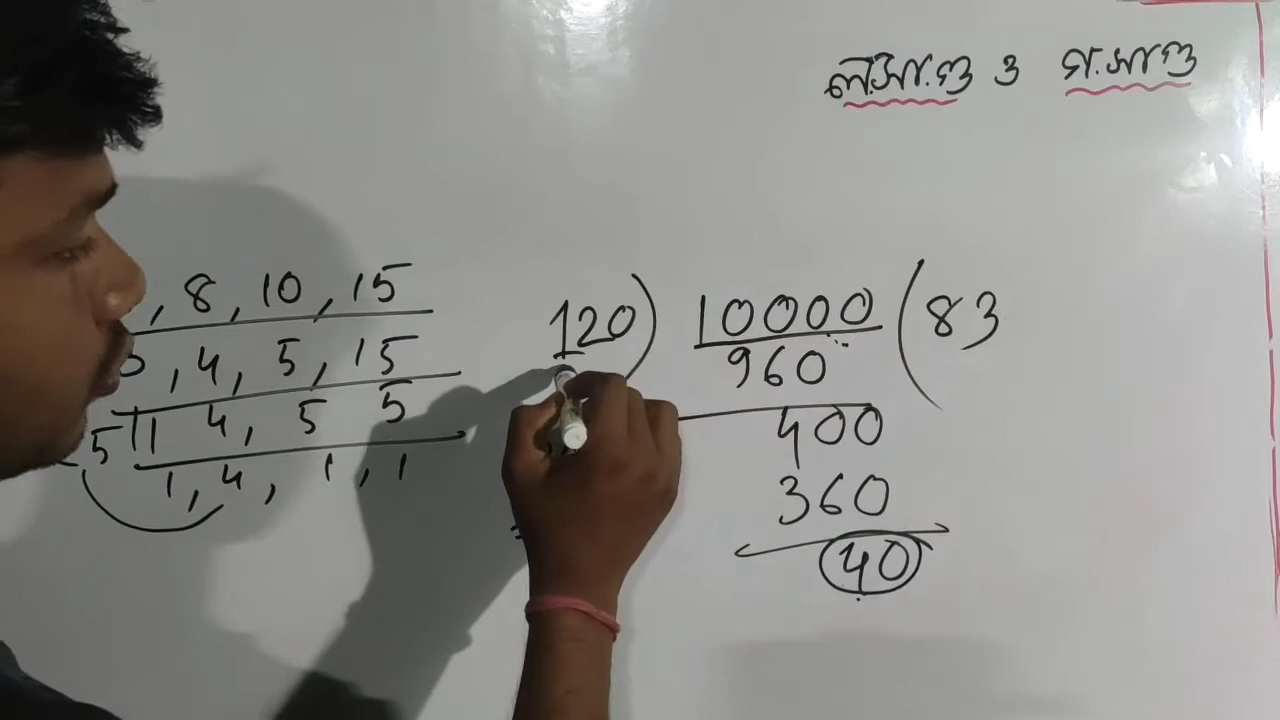 ଲ.ସା.ଗୁ ଓ ଗ.ସାଗୁ
, 8, 10, 15
, 4, 5, 15
5 1 4, 5 5
1, 4, 1, 1
120) 10000 (83
960
400
360
40